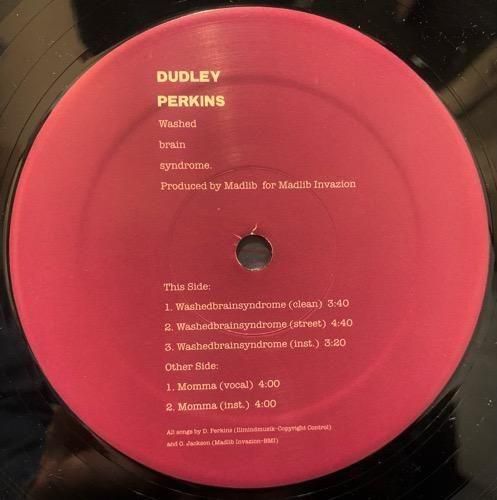 DUDLEY
PERKINS
Washed
brain
syndrome.
Produced by Madlib for Madlib Invazion
This Side:
1. Washedbrainsyndrome (clean) 3:40
2. Washedbrainsyndrome (street) 4:40
3. Washedbrainsyndrome (inst.) 3:20
Other Side:
1. Momma (vocal) 4:00
2. Momma (inst.) 4:00
All songs by D. Perkins (Illmindmuzik-Copyright Control)
and O. Jackson (Madlib Invazion-BMI)